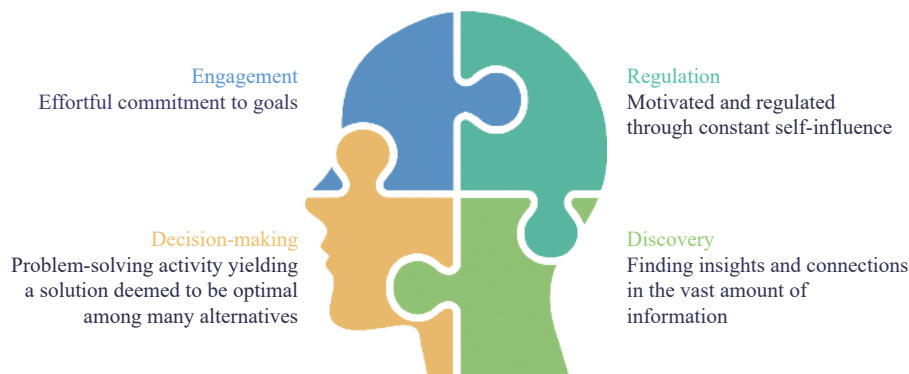 Engagement
Effortful commitment to goals
Regulation
Motivated and regulated
through constant self-influence
Decision-making
Problem-solving activity yielding
a solution deemed to be optimal
among many alternatives
Discovery
Finding insights and connections
in the vast amount of
information